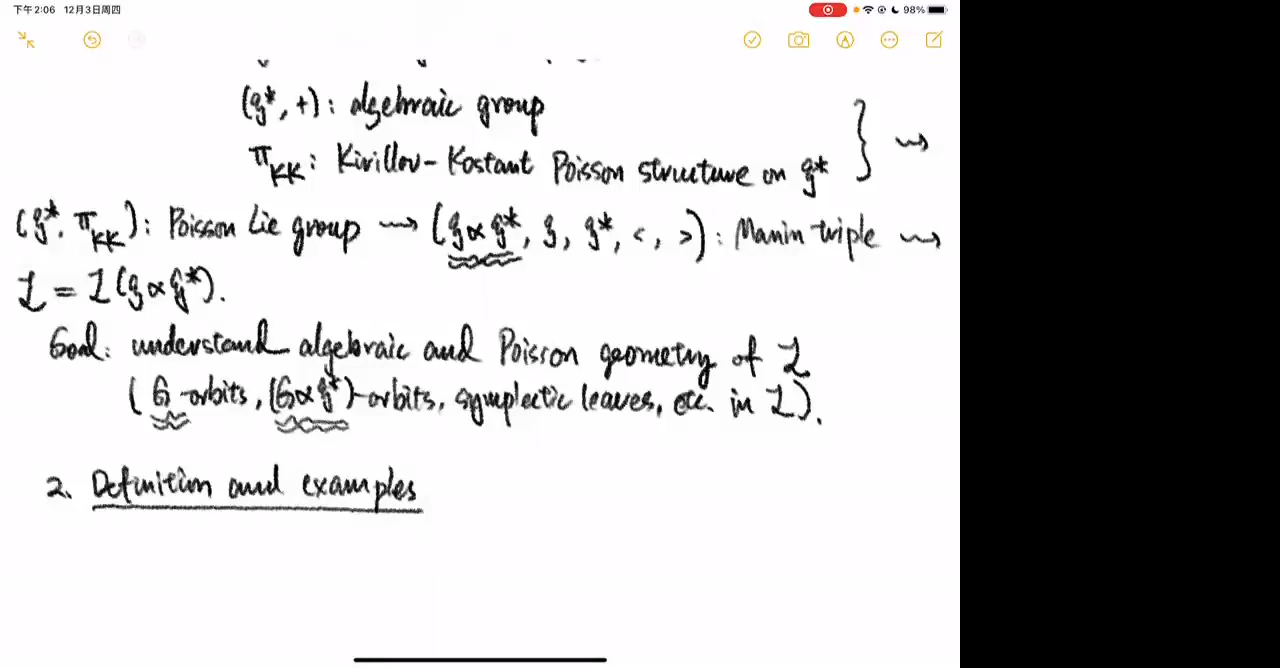 下午2:06 12月3日周四
98%
(𝔤*, +): algebraic group
π_KK: Kirillov-Kostant Poisson structure on 𝔤* } ⇝
(𝔤*, π_KK): Poisson Lie group ⇝ (𝔤∝𝔤*, 𝔤, 𝔤*, < , >): Manin triple ⇝
ℒ = ℒ(𝔤∝𝔤*).
Goal: understand algebraic and Poisson geometry of ℒ
(G-orbits, (G∝𝔤*)-orbits, symplectic leaves, etc. in ℒ).
2. Definition and examples